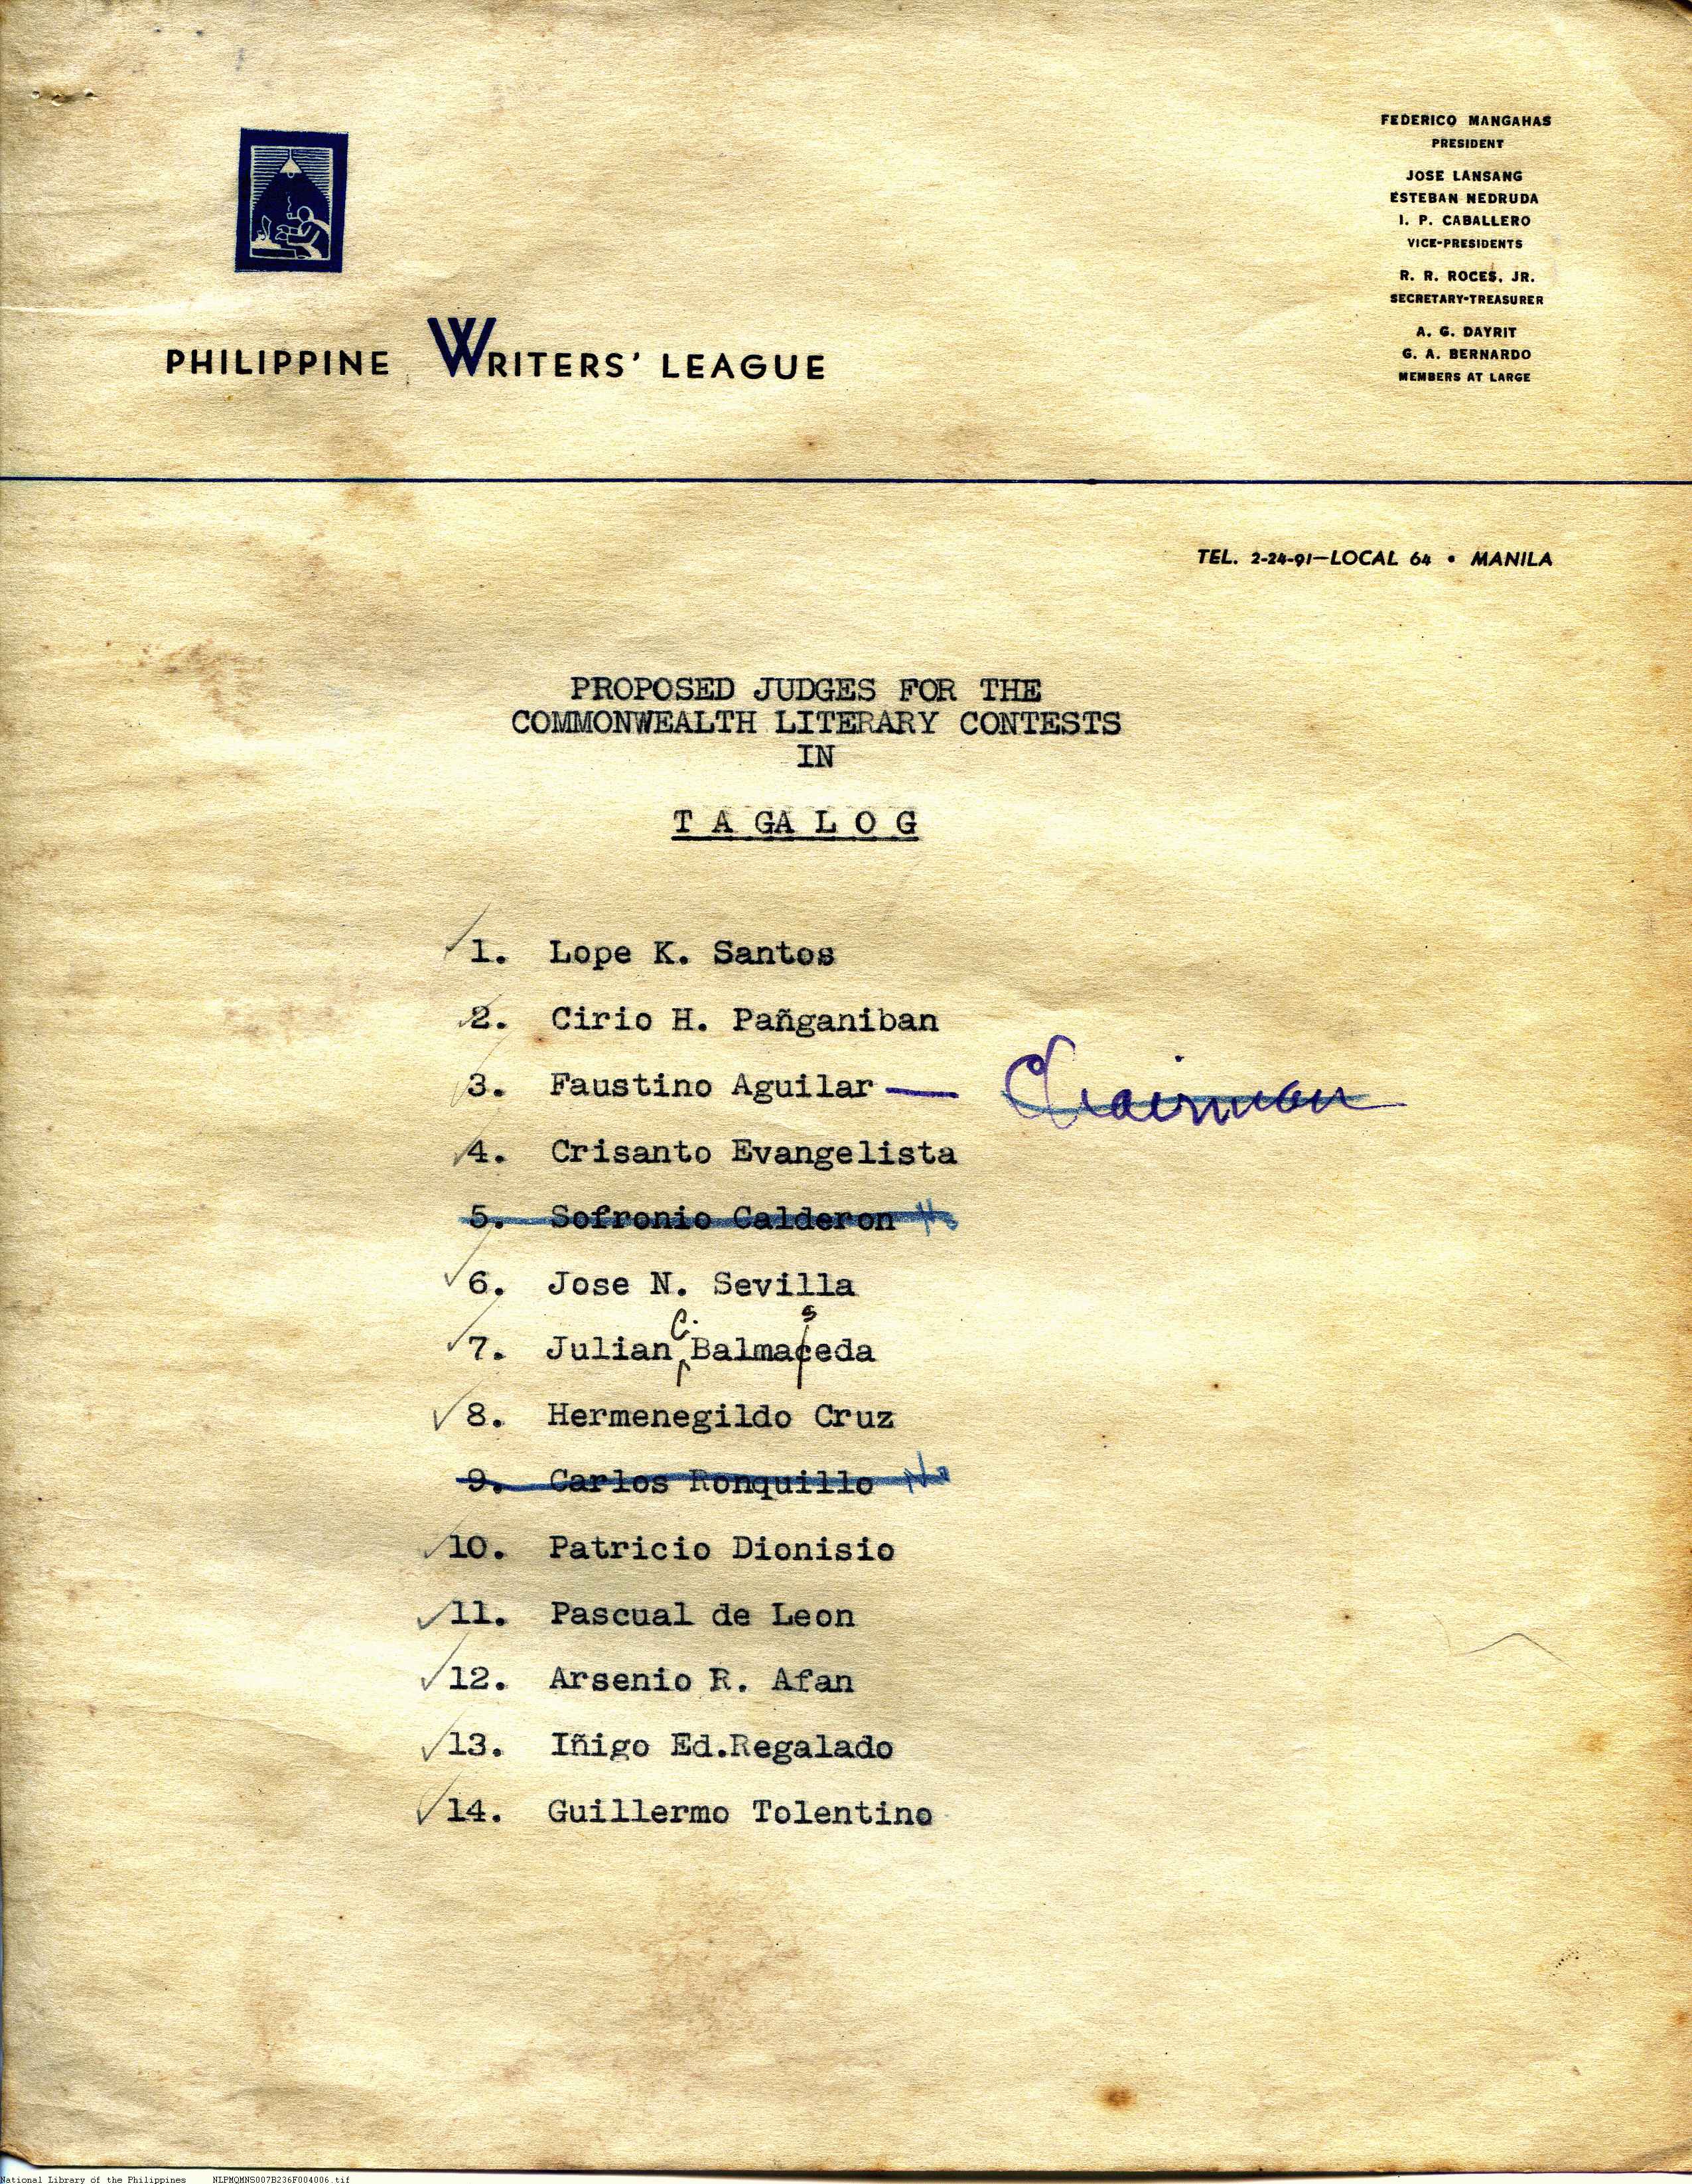 FEDERICO MANGAHAS
PRESIDENT
JOSE LANSANG
ESTEBAN NEDRUDA
I. P. CABALLERO
VICE-PRESIDENTS
R. R. ROCES, JR.
SECRETARY-TREASURER
A. G. DAYRIT
G. A. BERNARDO
MEMBERS AT LARGE
PHILIPPINE WRITERS' LEAGUE
TEL. 2-24-91—LOCAL 64 • MANILA
PROPOSED JUDGES FOR THE
COMMONWEALTH LITERARY CONTESTS
IN
T A GA L O G
1. Lope K. Santos
2. Cirio H. Pañganiban
3. Faustino Aguilar — Chairman
4. Crisanto Evangelista
5. Sofronio Calderon No
6. Jose N. Sevilla
C. s
7. Julian Balmaceda
8. Hermenegildo Cruz
9. Carlos Ronquillo No
10. Patricio Dionisio
11. Pascual de Leon
12. Arsenio R. Afan
13. Iñigo Ed.Regalado
14. Guillermo Tolentino
National Library of the Philippines NLPMQMNS007B236F004006.tif